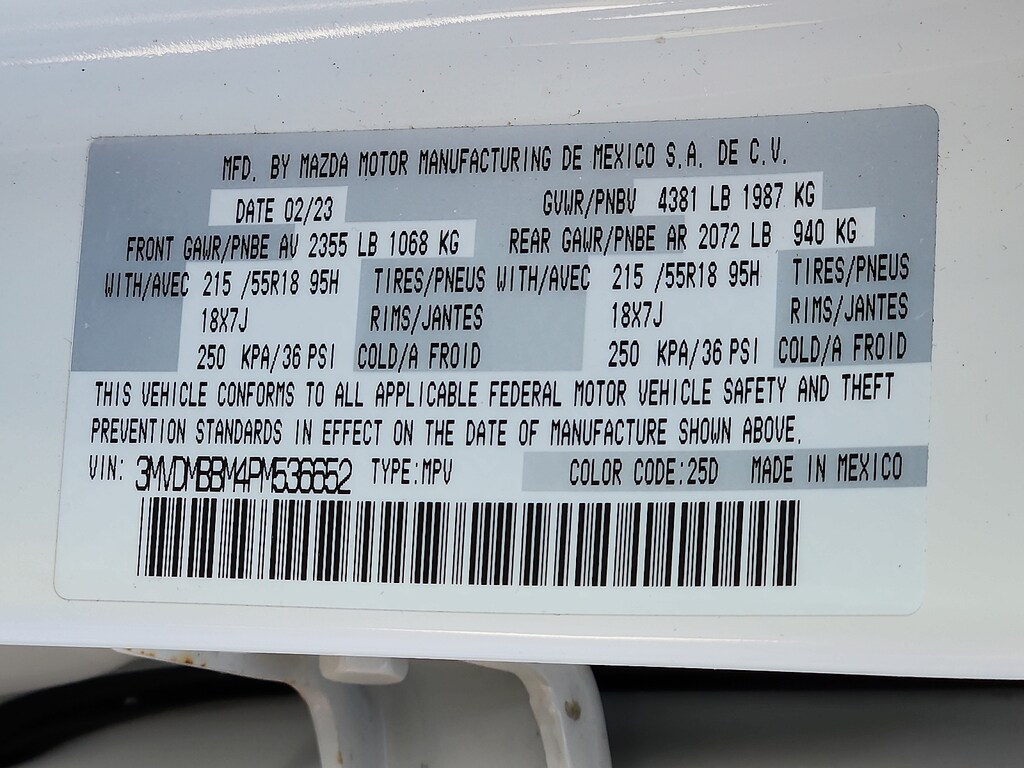 MFD. BY MAZDA MOTOR MANUFACTURING DE MEXICO S.A. DE C.V.
DATE 02/23 GVWR/PNBV 4381 LB 1987 KG
FRONT GAWR/PNBE AV 2355 LB 1068 KG REAR GAWR/PNBE AR 2072 LB 940 KG
WITH/AVEC 215 /55R18 95H TIRES/PNEUS WITH/AVEC 215 /55R18 95H TIRES/PNEUS
18X7J RIMS/JANTES 18X7J RIMS/JANTES
250 KPA/36 PSI COLD/A FROID 250 KPA/36 PSI COLD/A FROID
THIS VEHICLE CONFORMS TO ALL APPLICABLE FEDERAL MOTOR VEHICLE SAFETY AND THEFT
PREVENTION STANDARDS IN EFFECT ON THE DATE OF MANUFACTURE SHOWN ABOVE.
VIN: 3MVDMBBM4PM536652 TYPE:MPV COLOR CODE:25D MADE IN MEXICO